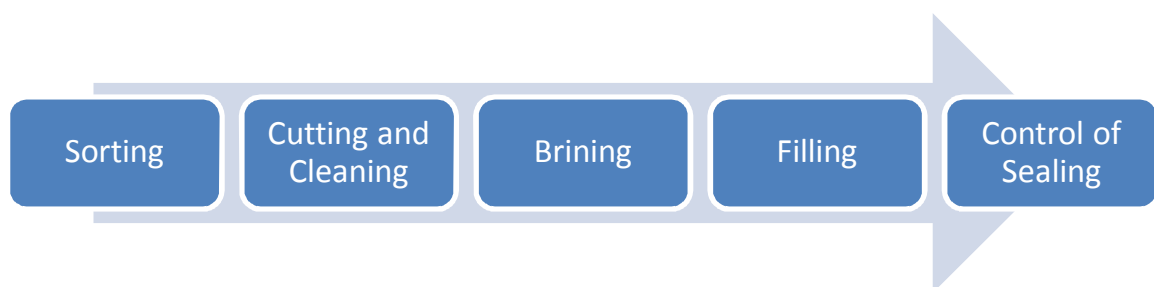 Sorting
Cutting and
Cleaning
Brining
Filling
Control of
Sealing